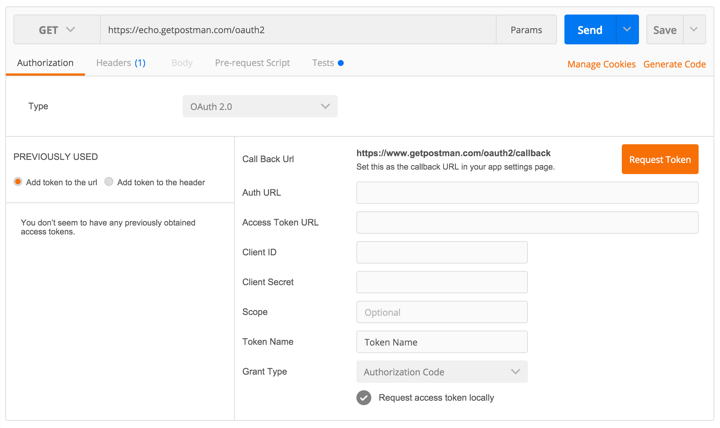 GET https://echo.getpostman.com/oauth2 Params Send Save
Authorization Headers (1) Body Pre-request Script Tests Manage Cookies Generate Code
Type OAuth 2.0
PREVIOUSLY USED
Add token to the url Add token to the header
You don't seem to have any previously obtained
access tokens.
Call Back Url https://www.getpostman.com/oauth2/callback Request Token
Set this as the callback URL in your app settings page.
Auth URL
Access Token URL
Client ID
Client Secret
Scope Optional
Token Name Token Name
Grant Type Authorization Code
Request access token locally